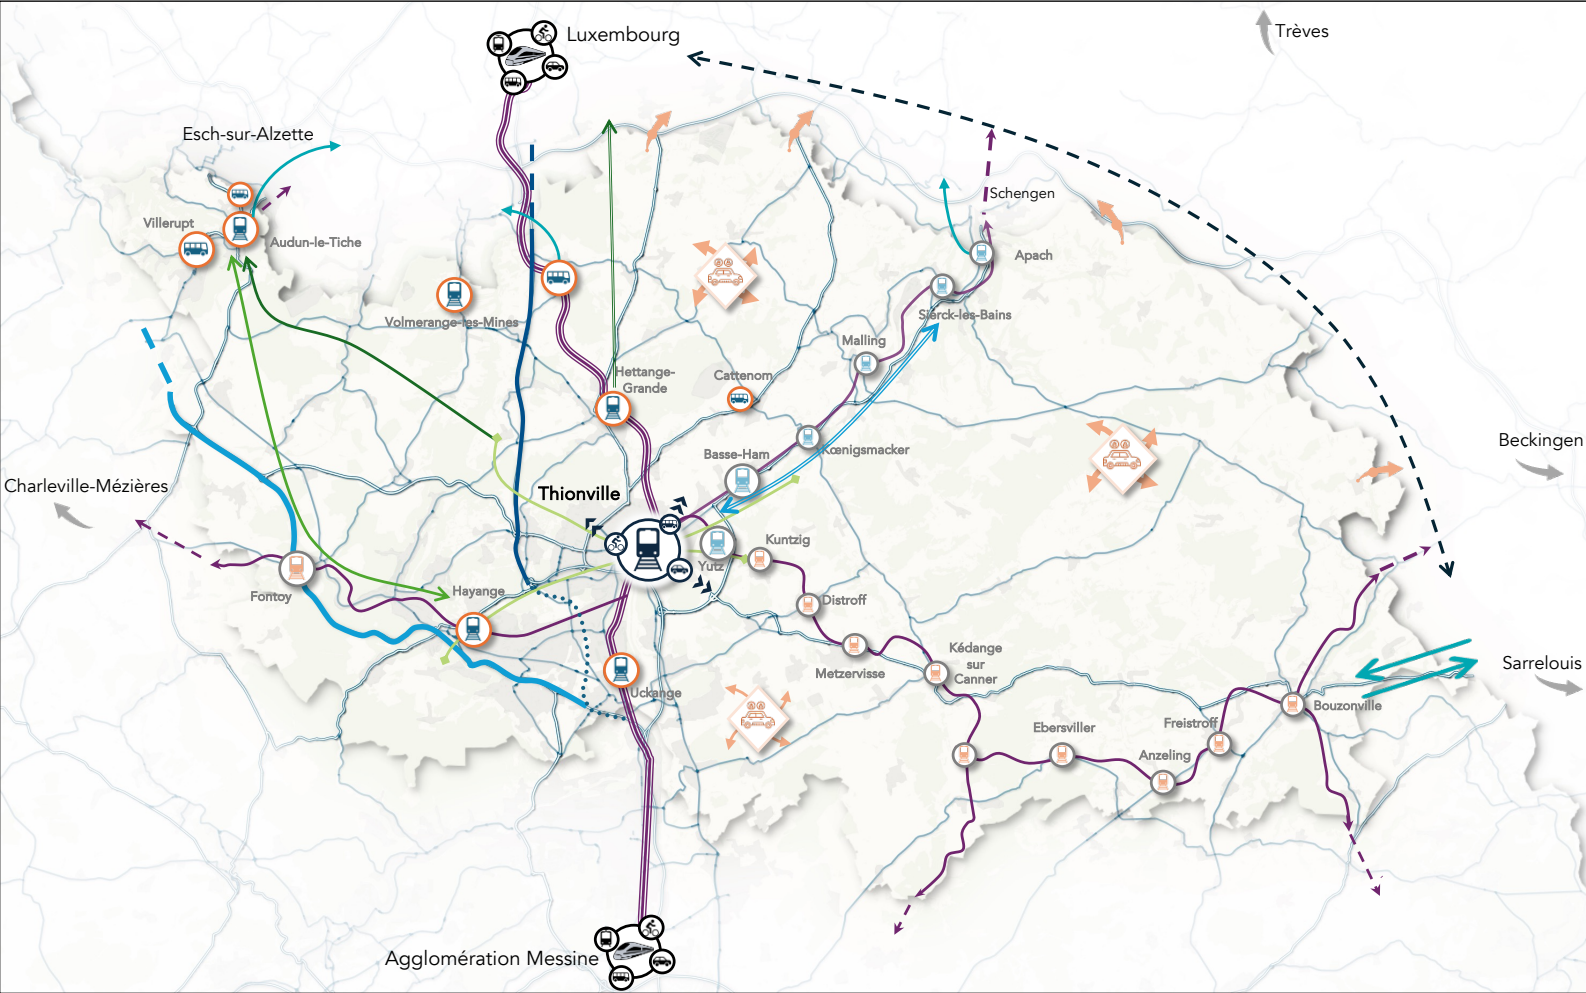 Luxembourg
Trèves
Esch-sur-Alzette
Schengen
Villerupt
Audun-le-Tiche
Apach
Volmerange-les-Mines
Sierck-les-Bains
Malling
Hettange-
Grande
Cattenom
Beckingen
Kœnigsmacker
Basse-Ham
Charleville-Mézières
Thionville
Kuntzig
Yutz
Fontoy
Hayange
Distroff
Kédange
sur
Canner
Metzervisse
Sarrelouis
Uckange
Bouzonville
Freistroff
Ebersviller
Anzeling
Agglomération Messine